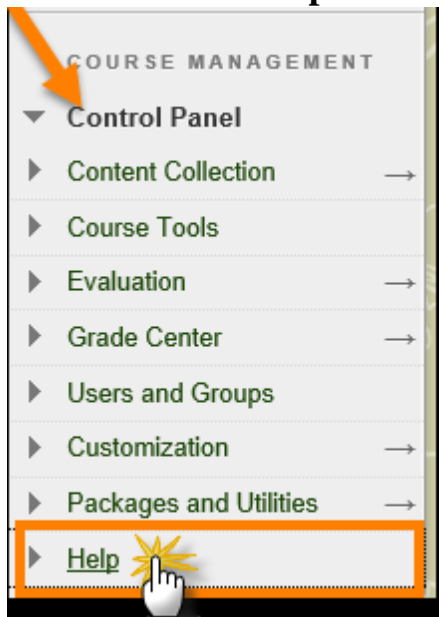 COURSE MANAGEMENT
Control Panel
Content Collection
Course Tools
Evaluation
Grade Center
Users and Groups
Customization
Packages and Utilities
Help